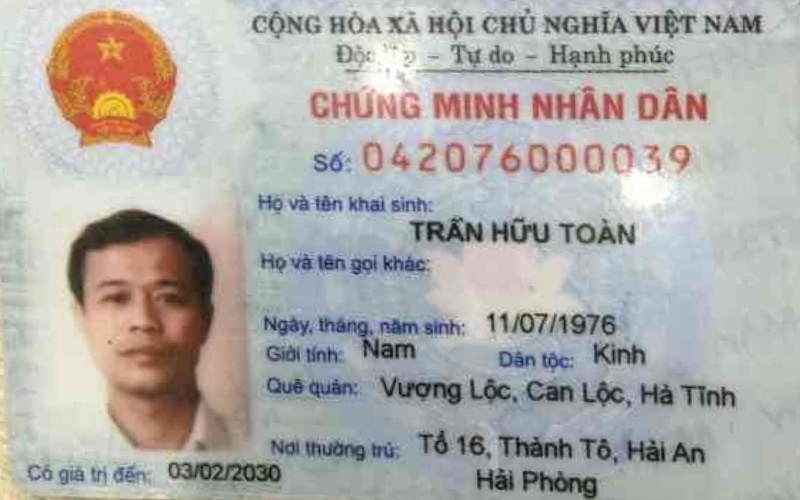 CỘNG HÒA XÃ HỘI CHỦ NGHĨA VIỆT NAM
Độc – Tự do – Hạnh phúc
CHỨNG MINH NHÂN DÂN
Số: 042076000039
Họ và tên khai sinh:
TRẦN HỮU TOÀN
Họ và tên gọi khác:
Ngày, tháng, năm sinh: 11/07/1976
Giới tính: Nam Dân tộc: Kinh
Quê quán: Vượng Lộc, Can Lộc, Hà Tĩnh
Nơi thường trú: Tổ 16, Thành Tô, Hải An
Hải Phòng
Có giá trị đến: 03/02/2030